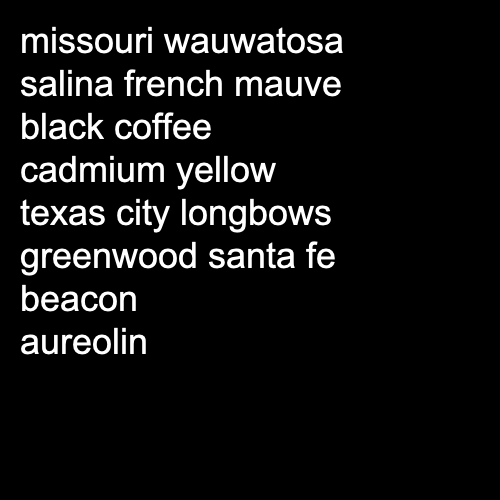 missouri wauwatosa
salina french mauve
black coffee
cadmium yellow
texas city longbows
greenwood santa fe
beacon
aureolin